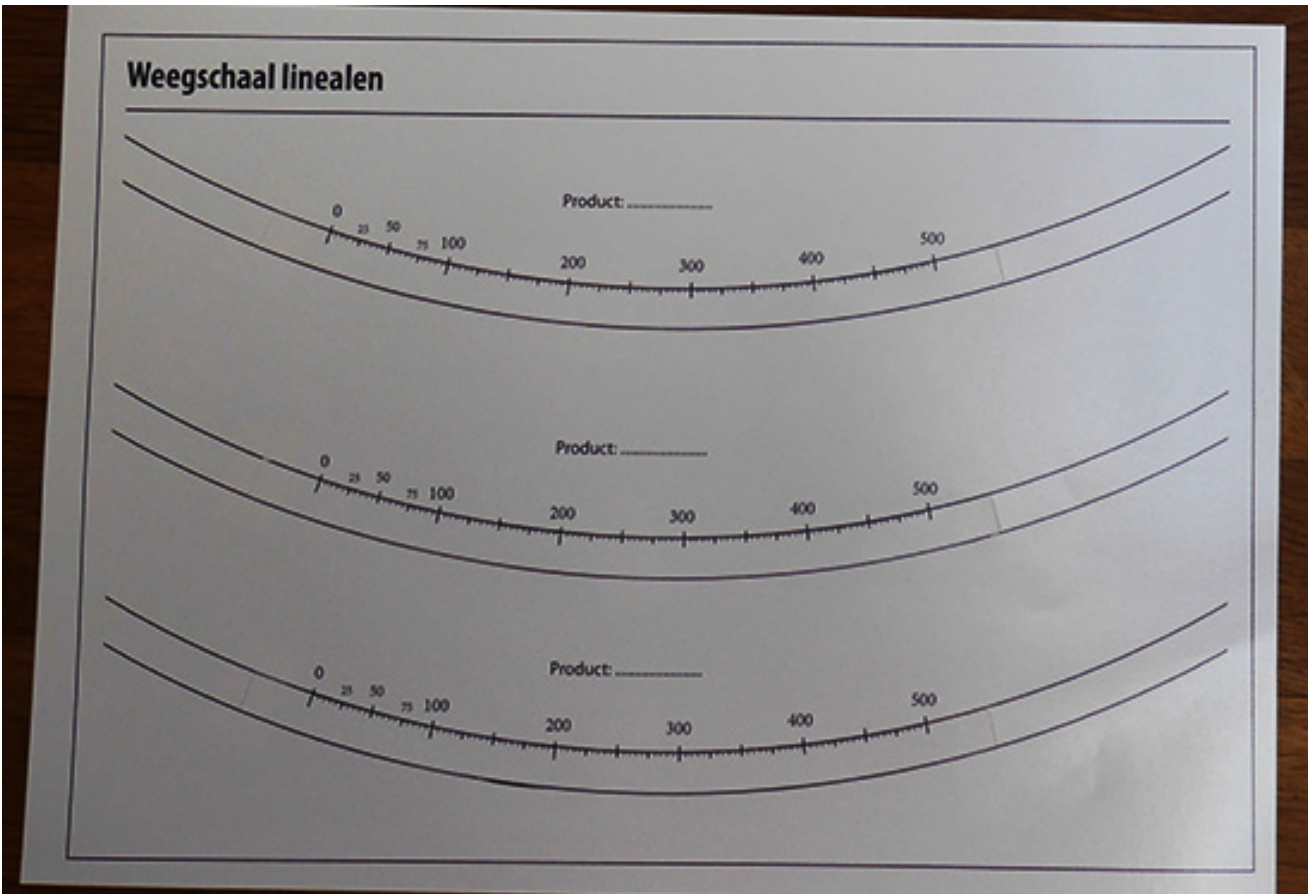 Weegschaal linealen
Product: ..................
0 25 50 75 100 200 300 400 500
Product: ..................
0 25 50 75 100 200 300 400 500
Product: ..................
0 25 50 75 100 200 300 400 500